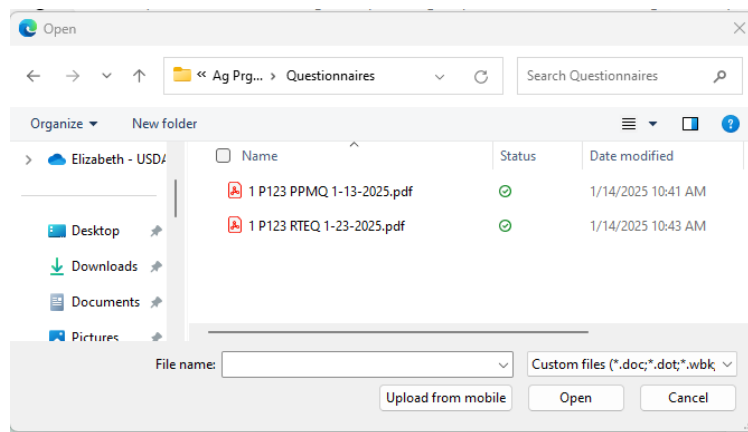 Open
« Ag Prg... > Questionnaires
Search Questionnaires
Organize
New folder
Elizabeth - USDA
Name
Status
Date modified
1 P123 PPMQ 1-13-2025.pdf
1/14/2025 10:41 AM
1 P123 RTEQ 1-23-2025.pdf
1/14/2025 10:43 AM
Desktop
Downloads
Documents
Pictures
File name:
Custom files (*.doc;*.dot;*.wbk;
Upload from mobile
Open
Cancel